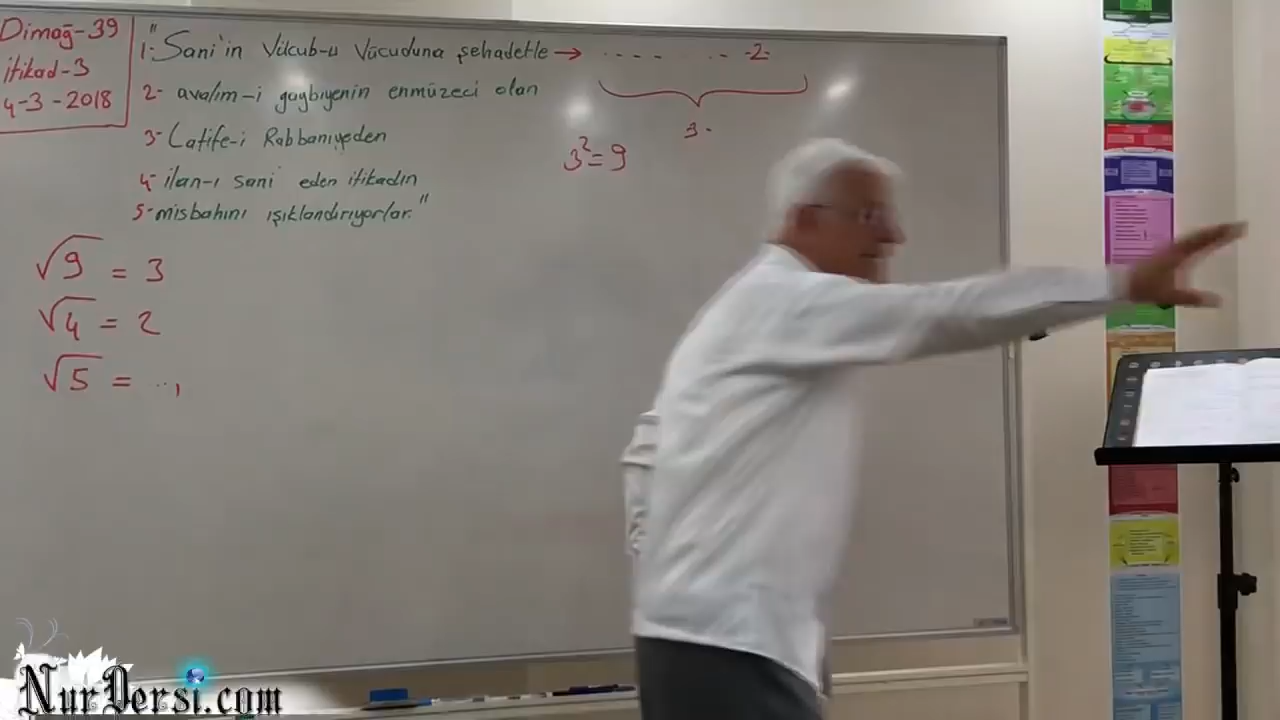 Dimağ-39
itikad-3
4-3-2018
1-"Sani'in Vücub-u Vücuduna şehadetle → .... .. -2-
2- avalim-i gaybiyenin enmüzeci olan
3-
3- Latife-i Rabbaniyeden
3²=9
4- ilan-ı Sani eden itikadın
5- misbahını ışıklandırıyorlar."
√9 = 3
√4 = 2
√5 = ..,
NurDersi.com